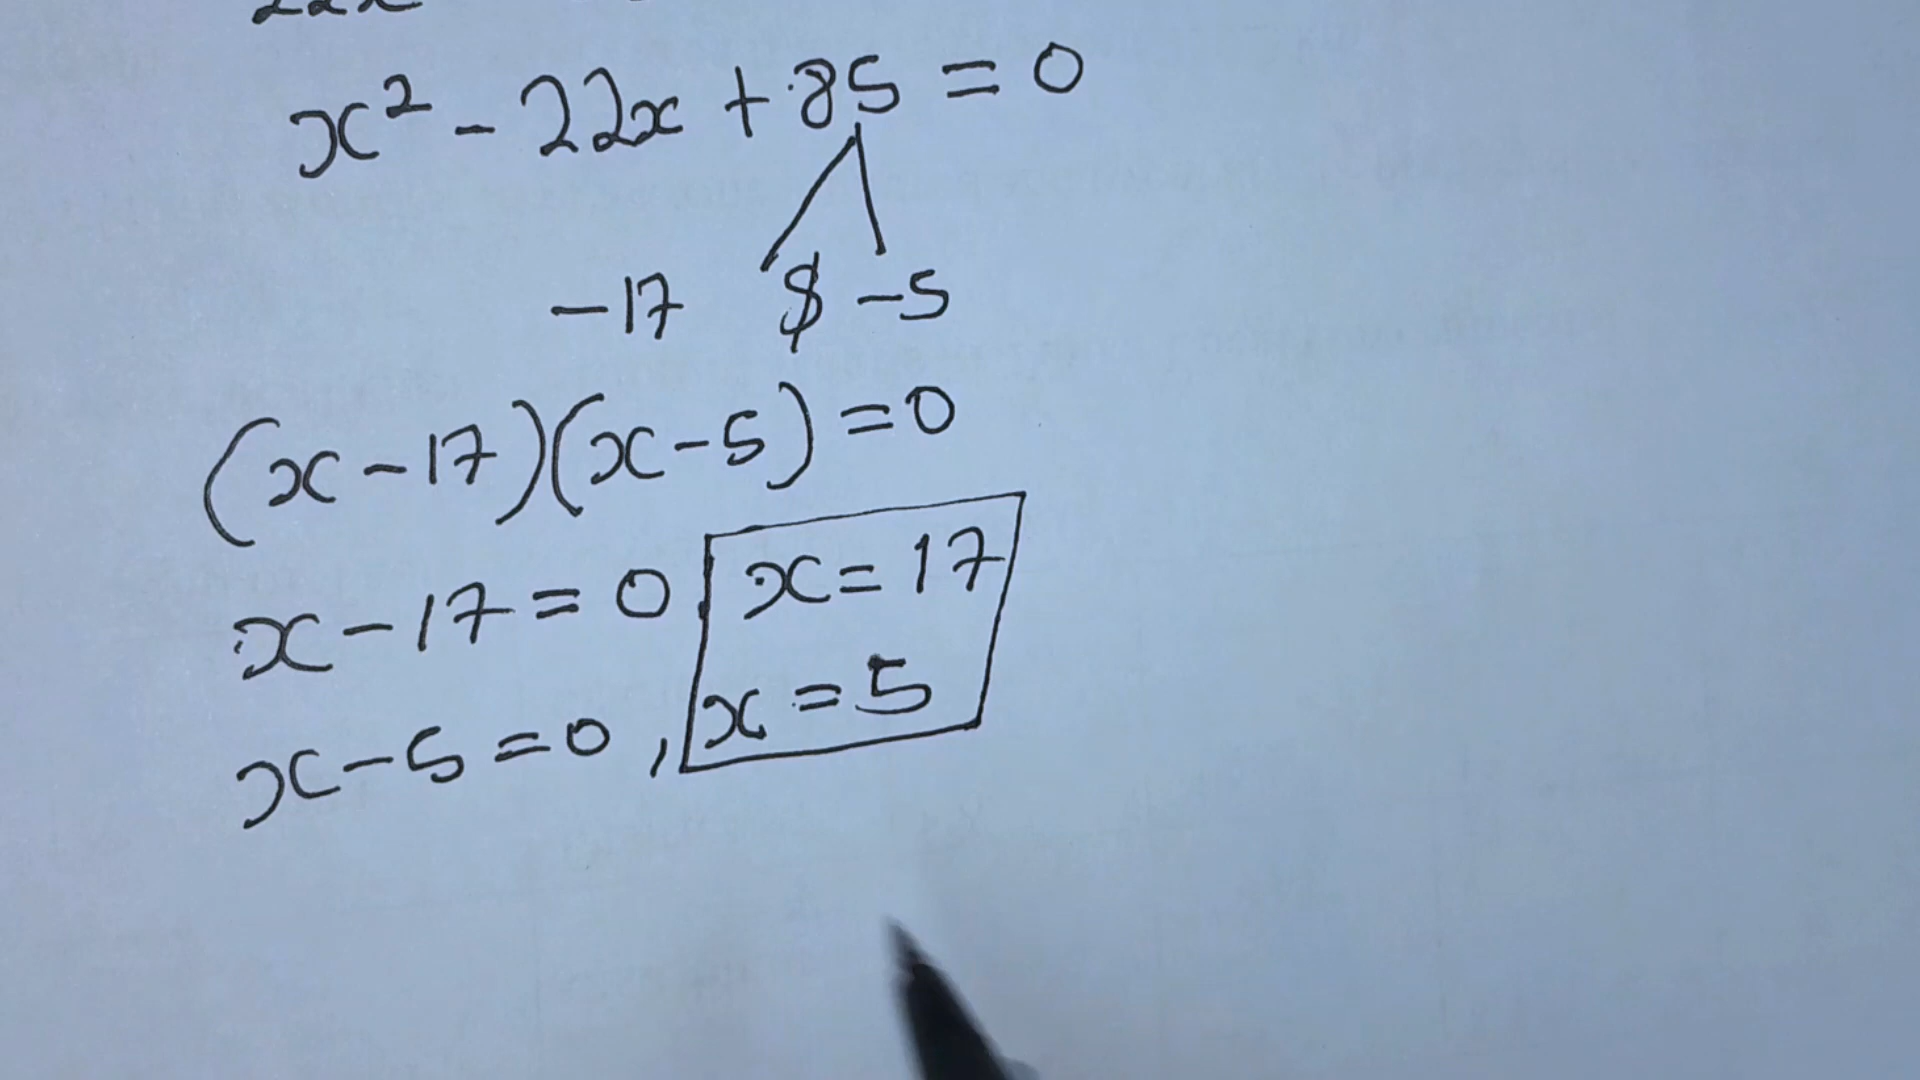 x² - 22x + 85 = 0
-17 $ -5
(x - 17)(x - 5) = 0
x - 17 = 0, x = 17
x - 5 = 0, x = 5